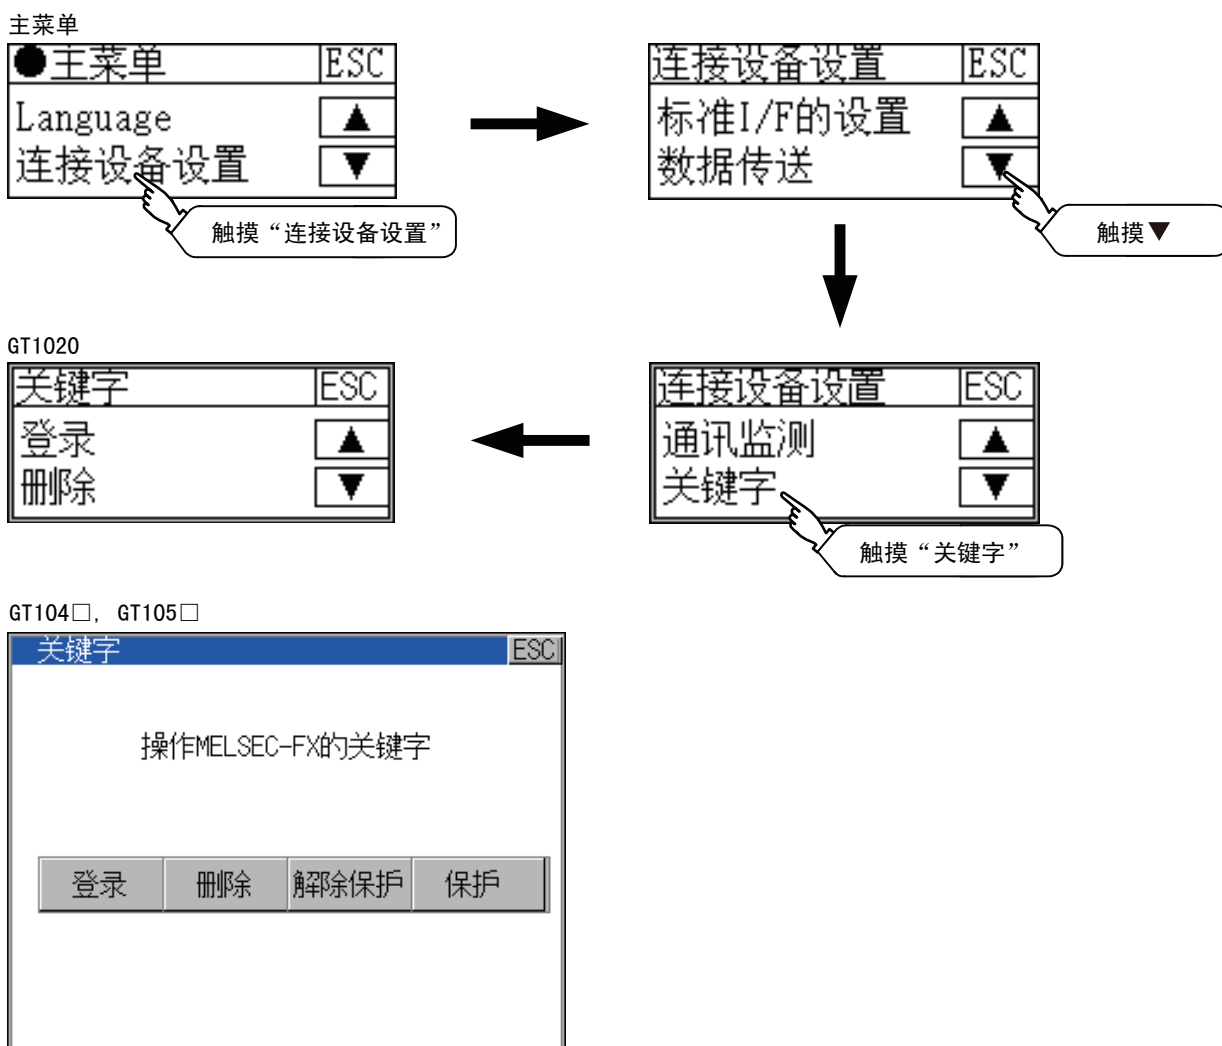 主菜单
●主菜单 ESC
Language ▲
连接设备设置 ▼
触摸“连接设备设置”
连接设备设置 ESC
标准I/F的设置 ▲
数据传送 ▼
触摸▼
GT1020
关键字 ESC
登录 ▲
删除 ▼
连接设备设置 ESC
通讯监测 ▲
关键字 ▼
触摸“关键字”
GT104□, GT105□
关键字 ESC
操作MELSEC-FX的关键字
登录 删除 解除保护 保护